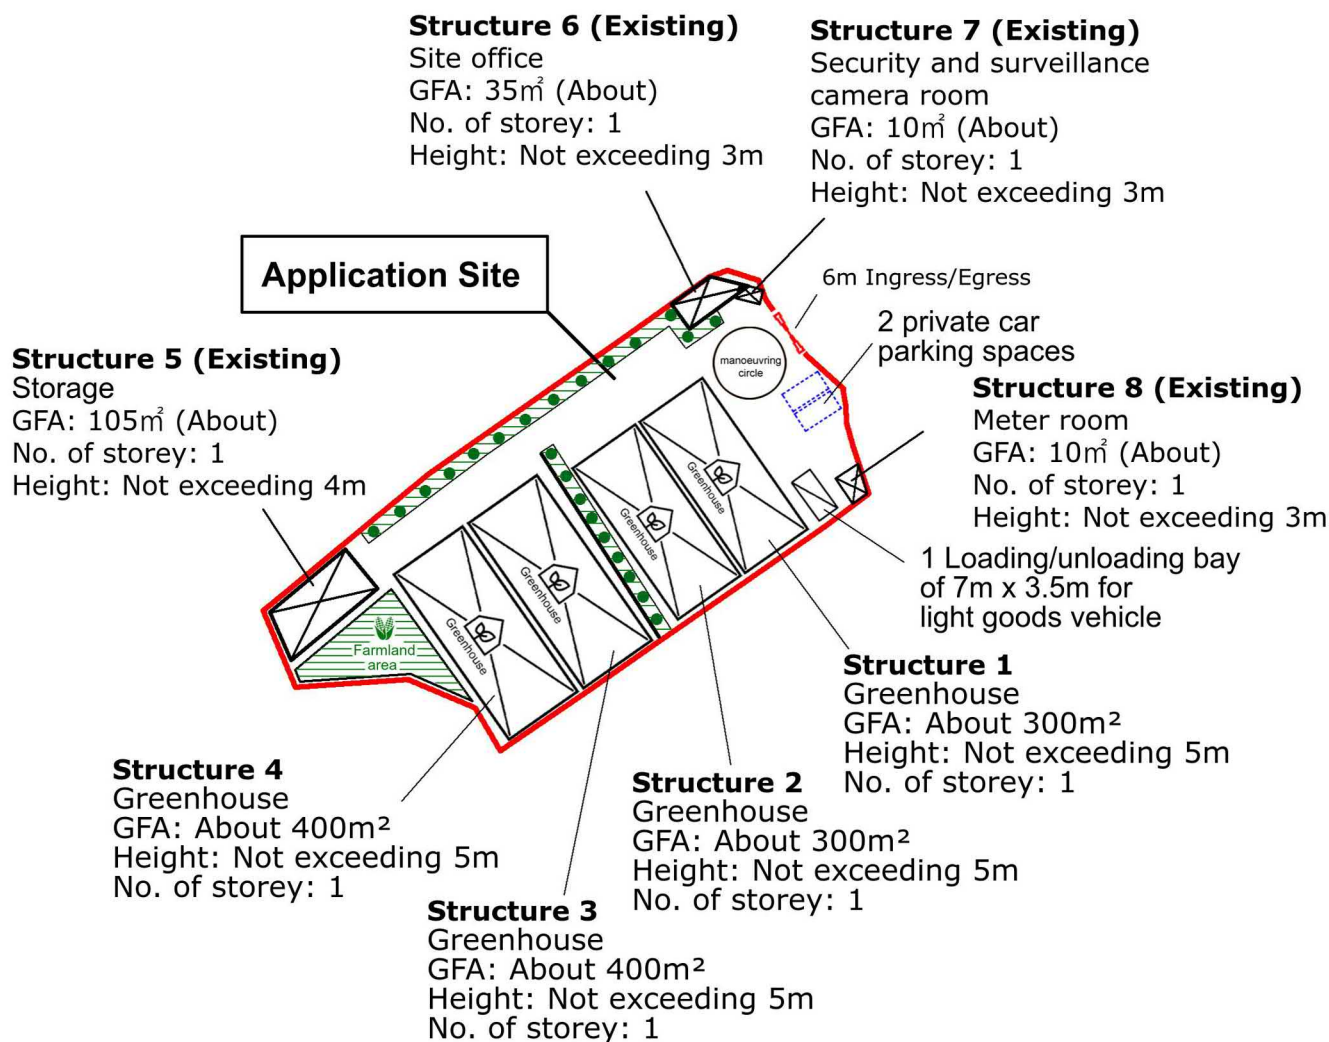 Structure 6 (Existing)
Site office
GFA: 35㎡ (About)
No. of storey: 1
Height: Not exceeding 3m
Structure 7 (Existing)
Security and surveillance
camera room
GFA: 10㎡ (About)
No. of storey: 1
Height: Not exceeding 3m
Application Site
6m Ingress/Egress
2 private car
parking spaces
manoeuvring
circle
Structure 5 (Existing)
Storage
GFA: 105㎡ (About)
No. of storey: 1
Height: Not exceeding 4m
Structure 8 (Existing)
Meter room
GFA: 10㎡ (About)
No. of storey: 1
Height: Not exceeding 3m
Greenhouse
Greenhouse
Greenhouse
Greenhouse
Farmland
area
1 Loading/unloading bay
of 7m x 3.5m for
light goods vehicle
Structure 1
Greenhouse
GFA: About 300m²
Height: Not exceeding 5m
No. of storey: 1
Structure 4
Greenhouse
GFA: About 400m²
Height: Not exceeding 5m
No. of storey: 1
Structure 2
Greenhouse
GFA: About 300m²
Height: Not exceeding 5m
No. of storey: 1
Structure 3
Greenhouse
GFA: About 400m²
Height: Not exceeding 5m
No. of storey: 1